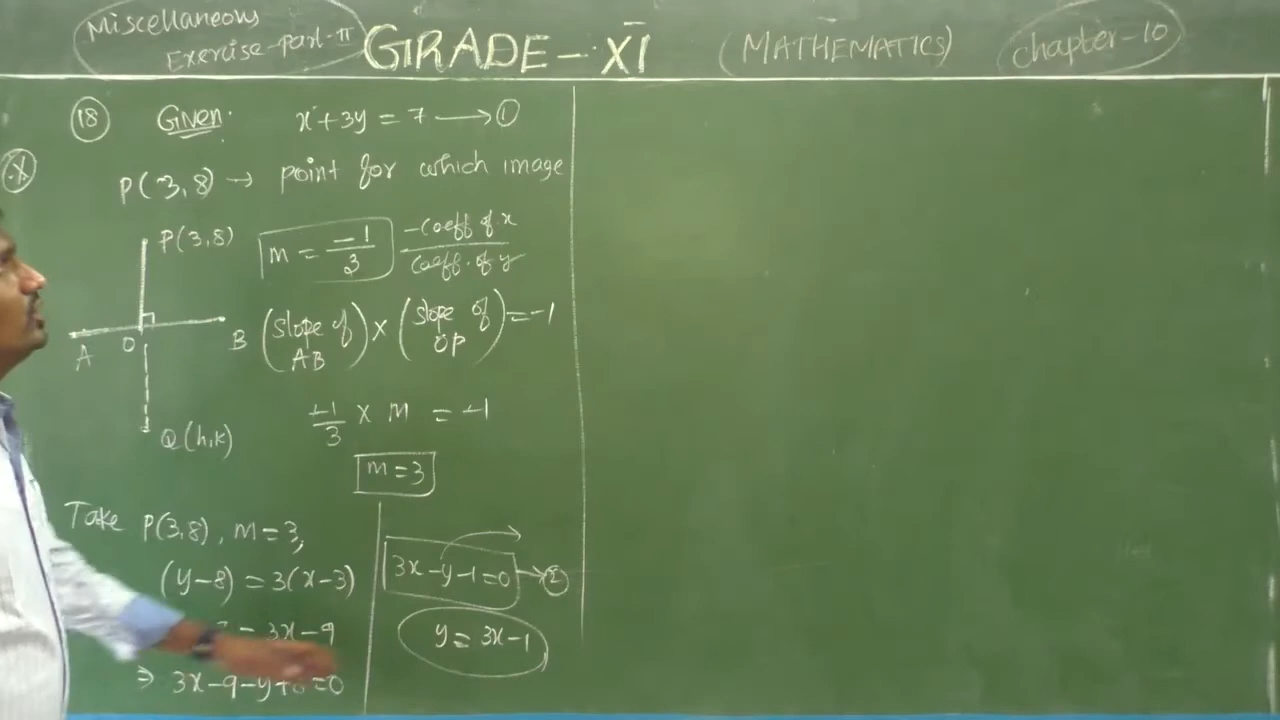 Miscellaneous
Exercise-part-II
GRADE-XI
(MATHEMATICS)
chapter-10
18 Given: x+3y=7 → ①
X
P(3,8) → point for which image
P(3,8)
m = -1/3
-coeff of x / coeff. of y
A O B
(slope of AB) × (slope of OP) = -1
Q(h,k)
-1/3 × m = -1
m=3
Take P(3,8), m=3,
(y-8) = 3(x-3)
= 3x-9
⇒ 3x-9-y+8=0
3x-y-1=0 → ②
y = 3x-1